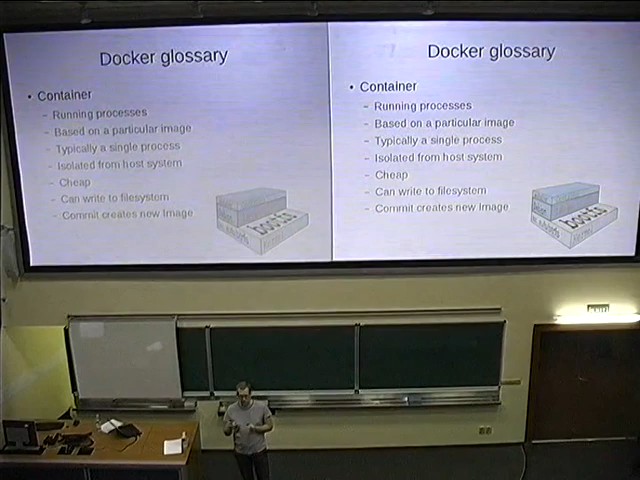 Docker glossary
• Container
– Running processes
– Based on a particular image
– Typically a single process
– Isolated from host system
– Cheap
– Can write to filesystem
– Commit creates new Image
bootfs
Docker glossary
• Container
– Running processes
– Based on a particular image
– Typically a single process
– Isolated from host system
– Cheap
– Can write to filesystem
– Commit creates new Image
bootfs